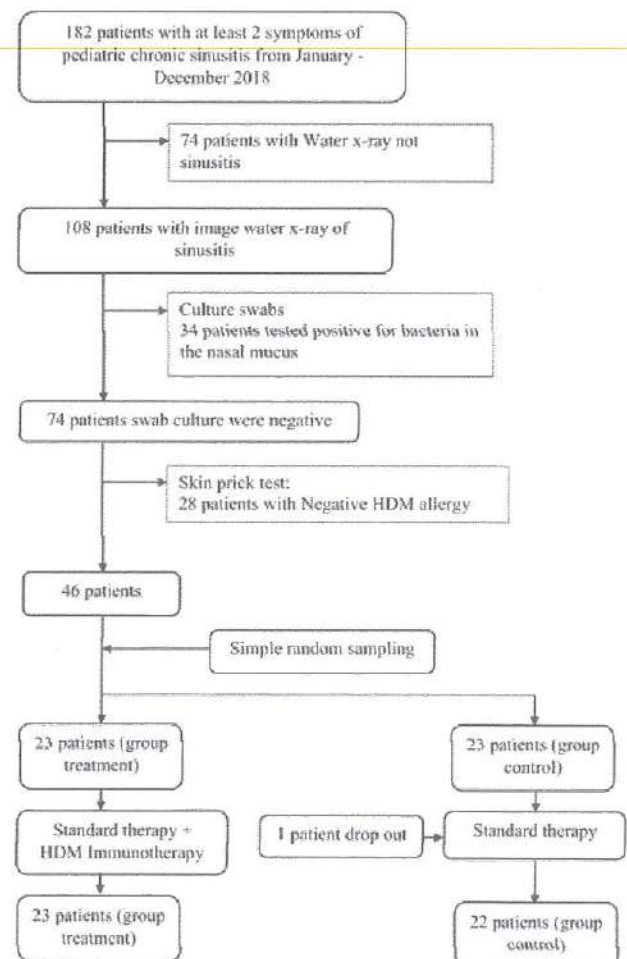 182 patients with at least 2 symptoms of
pediatric chronic sinusitis from January -
December 2018
74 patients with Water x-ray not
sinusitis
108 patients with image water x-ray of
sinusitis
Culture swabs
34 patients tested positive for bacteria in
the nasal mucus
74 patients swab culture were negative
Skin prick test:
28 patients with Negative HDM allergy
46 patients
Simple random sampling
23 patients (group
treatment)
23 patients (group
control)
Standard therapy +
HDM Immunotherapy
1 patient drop out
Standard therapy
23 patients (group
treatment)
22 patients (group
control)